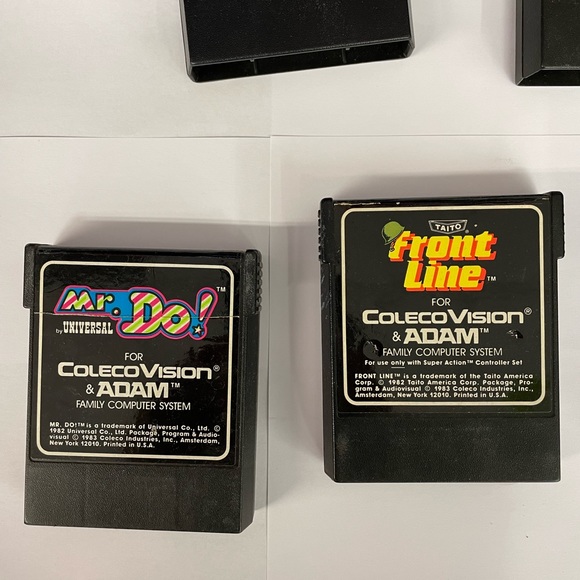 Mr. Do!™
by UNIVERSAL
FOR
COLECOVISION®
& ADAM™
FAMILY COMPUTER SYSTEM
MR. DO!™ is a trademark of Universal Co., Ltd. ©
1982 Universal Co., Ltd. Package, Program & Audio-
visual © 1983 Coleco Industries, Inc., Amsterdam,
New York 12010. Printed in U.S.A.
TAITO
Front
Line™
FOR
COLECOVISION®
& ADAM™
FAMILY COMPUTER SYSTEM
For use only with Super Action™ Controller Set
FRONT LINE™ is a trademark of the Taito America
Corp. © 1982 Taito America Corp. Package, Pro-
gram & Audiovisual © 1983 Coleco Industries, Inc.,
Amsterdam, New York 12010. Printed in U.S.A.